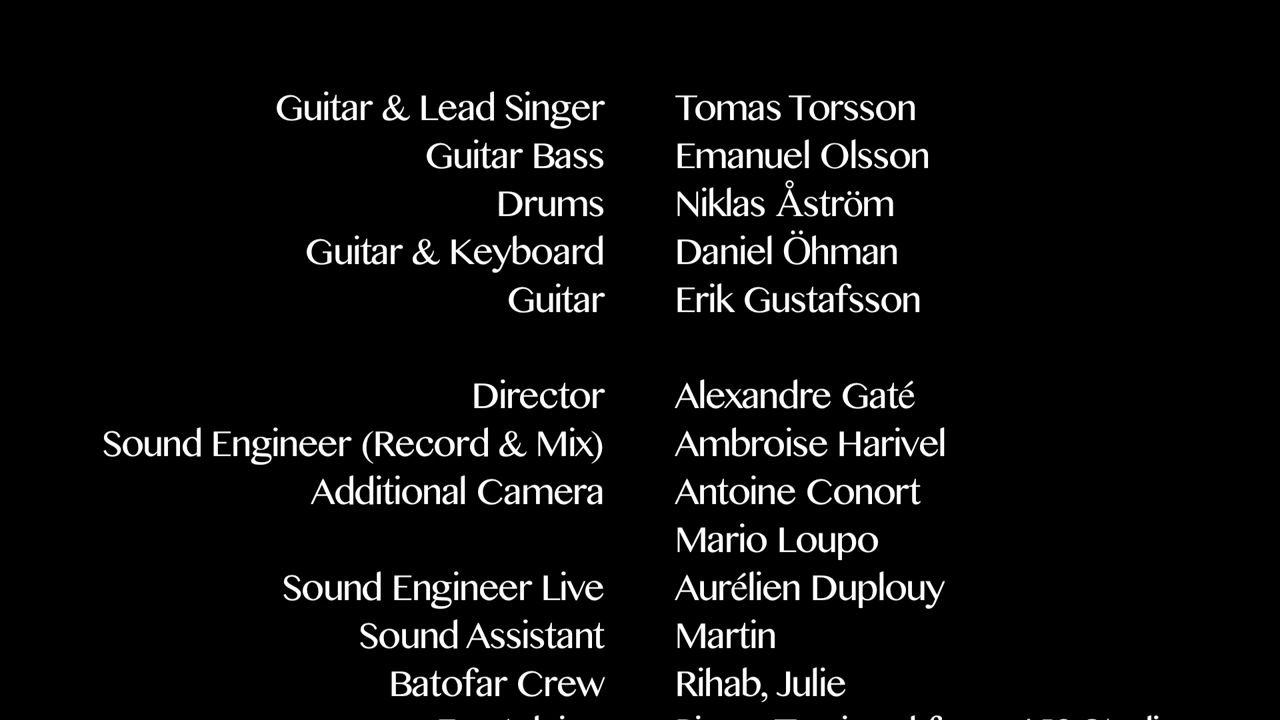 Guitar & Lead Singer Tomas Torsson
Guitar Bass Emanuel Olsson
Drums Niklas Åström
Guitar & Keyboard Daniel Öhman
Guitar Erik Gustafsson
Director Alexandre Gaté
Sound Engineer (Record & Mix) Ambroise Harivel
Additional Camera Antoine Conort
Mario Loupo
Sound Engineer Live Aurélien Duplouy
Sound Assistant Martin
Batofar Crew Rihab, Julie